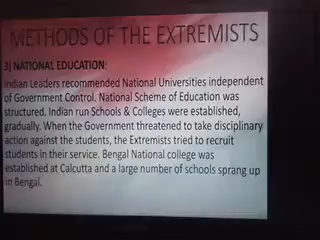 METHODS OF THE EXTREMISTS
3) NATIONAL EDUCATION:
Indian Leaders recommended National Universities independent
of Government Control. National Scheme of Education was
structured. Indian run Schools & Colleges were established,
gradually. When the Government threatened to take disciplinary
action against the students, the Extremists tried to recruit
students in their service. Bengal National college was
established at Calcutta and a large number of schools sprang up
in Bengal.